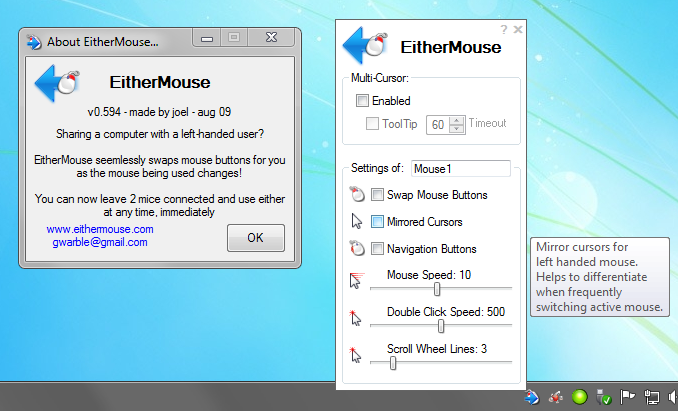 About EitherMouse...
EitherMouse
v0.594 - made by joel - aug 09
Sharing a computer with a left-handed user?
EitherMouse seemlessly swaps mouse buttons for you
as the mouse being used changes!
You can now leave 2 mice connected and use either
at any time, immediately
www.eithermouse.com
gwarble@gmail.com
OK
?
EitherMouse
Multi-Cursor:
Enabled
ToolTip 60 Timeout
Settings of: Mouse1
Swap Mouse Buttons
Mirrored Cursors
Navigation Buttons
Mouse Speed: 10
Double Click Speed: 500
Scroll Wheel Lines: 3
Mirror cursors for
left handed mouse.
Helps to differentiate
when frequently
switching active mouse.